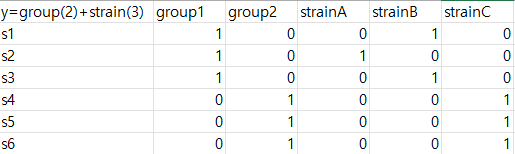 y=group(2)+strain(3) group1 group2 strainA strainB strainC
s1 1 0 0 1 0
s2 1 0 1 0 0
s3 1 0 0 1 0
s4 0 1 0 0 1
s5 0 1 0 0 1
s6 0 1 0 0 1